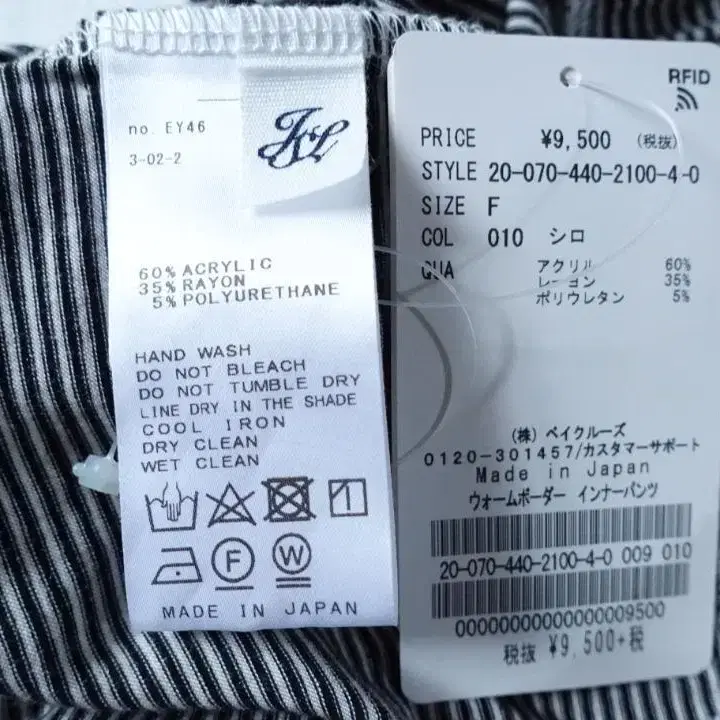 no. EY46
3-02-2
60% ACRYLIC
35% RAYON
5% POLYURETHANE
HAND WASH
DO NOT BLEACH
DO NOT TUMBLE DRY
LINE DRY IN THE SHADE
COOL IRON
DRY CLEAN
WET CLEAN
F
W
MADE IN JAPAN
RFID
PRICE ¥9,500 (税抜)
STYLE 20-070-440-2100-4-0
SIZE F
COL 010 シロ
QUA アクリル 60%
レーヨン 35%
ポリウレタン 5%
(株) ベイクルーズ
0120-301457/カスタマーサポート
Made in Japan
ウォームボーダー インナーパンツ
20-070-440-2100-4-0 009 010
00000000000000009500
税抜 ¥9,500+税